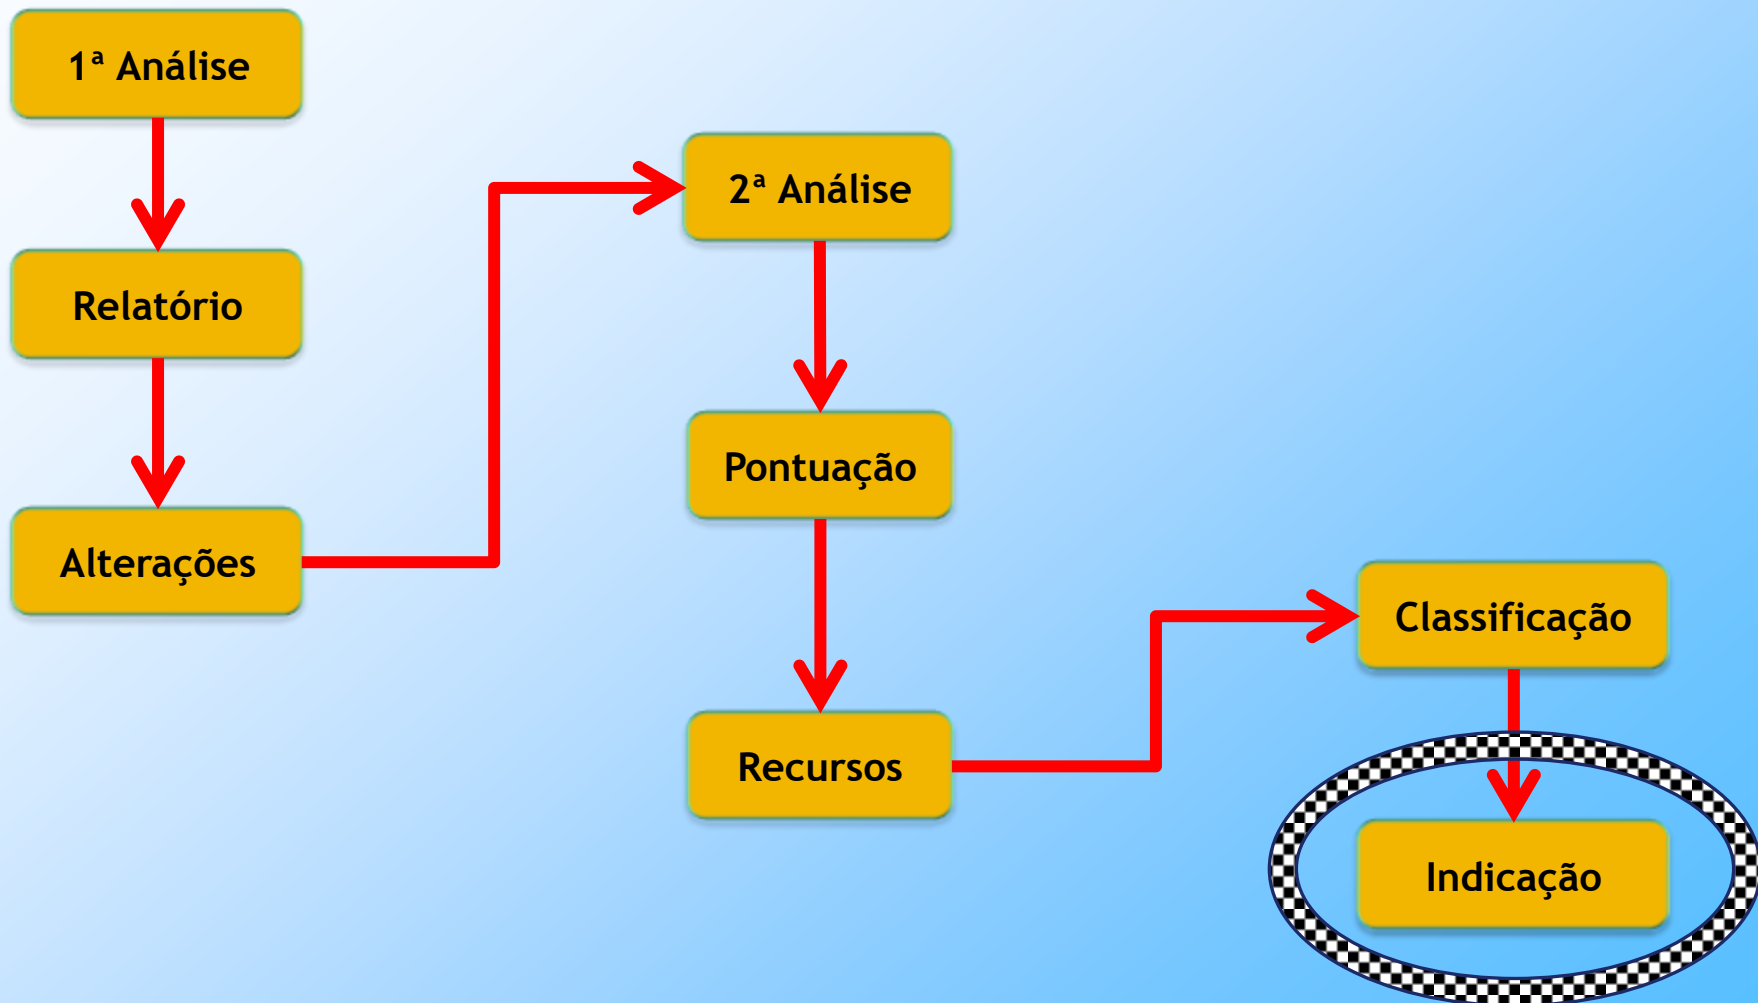 1ª Análise
Relatório
Alterações
2ª Análise
Pontuação
Recursos
Classificação
Indicação